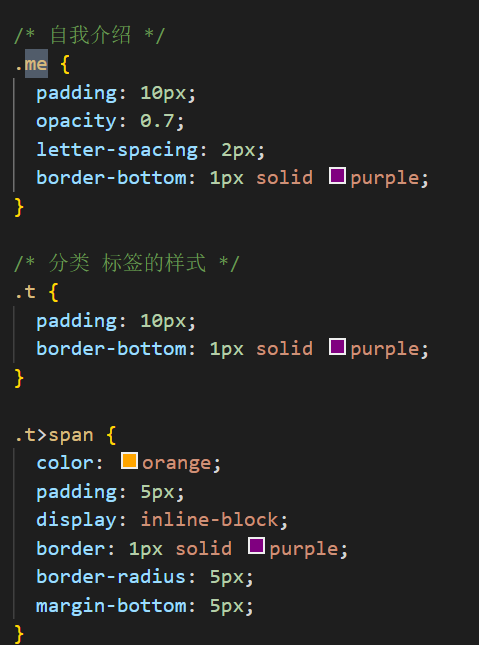 /* 自我介绍 */
.me {
  padding: 10px;
  opacity: 0.7;
  letter-spacing: 2px;
  border-bottom: 1px solid purple;
}

/* 分类 标签的样式 */
.t {
  padding: 10px;
  border-bottom: 1px solid purple;
}

.t>span {
  color: orange;
  padding: 5px;
  display: inline-block;
  border: 1px solid purple;
  border-radius: 5px;
  margin-bottom: 5px;
}